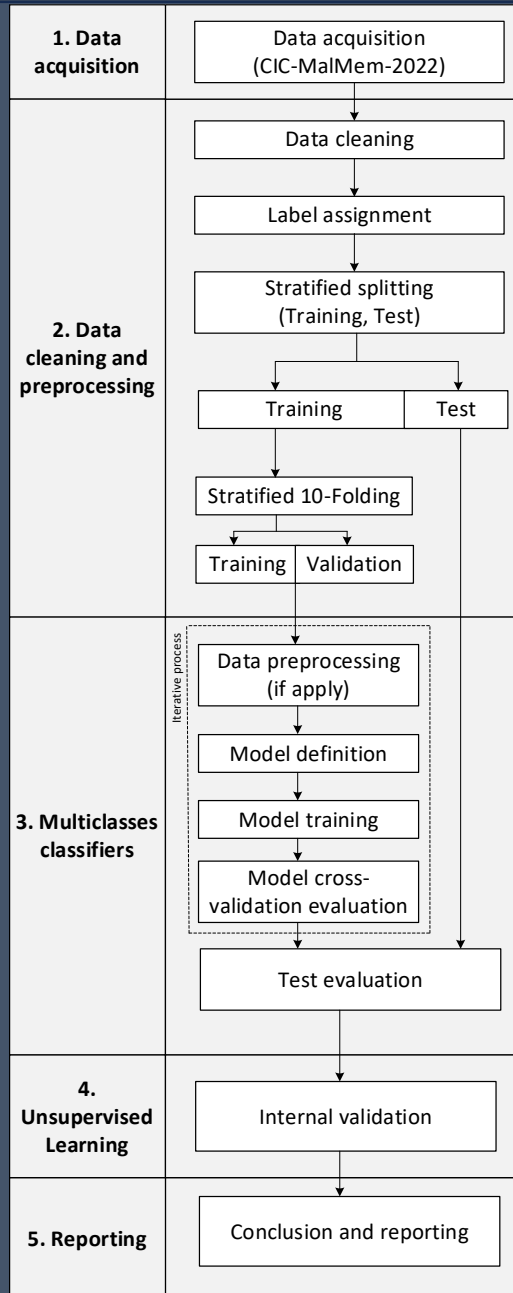 1. Data
acquisition
Data acquisition
(CIC-MalMem-2022)
2. Data
cleaning and
preprocessing
Data cleaning
Label assignment
Stratified splitting
(Training, Test)
Training
Test
Stratified 10-Folding
Training
Validation
3. Multiclasses
classifiers
Iterative process
Data preprocessing
(if apply)
Model definition
Model training
Model cross-
validation evaluation
Test evaluation
4.
Unsupervised
Learning
Internal validation
5. Reporting
Conclusion and reporting